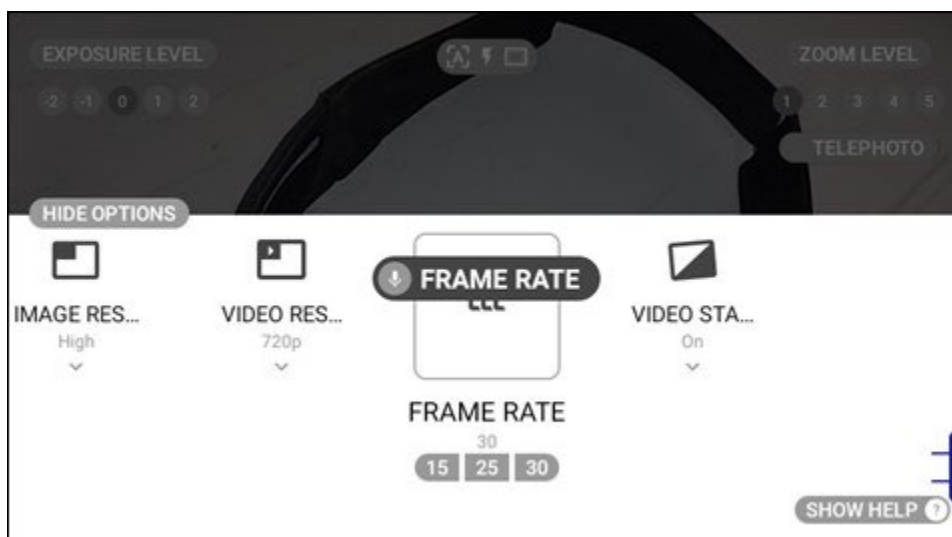 EXPOSURE LEVEL
-2 -1 0 1 2
A
ZOOM LEVEL
1 2 3 4 5
TELEPHOTO
HIDE OPTIONS
IMAGE RES...
High
VIDEO RES...
720p
FRAME RATE
FRAME RATE
30
15 25 30
VIDEO STA...
On
SHOW HELP ?